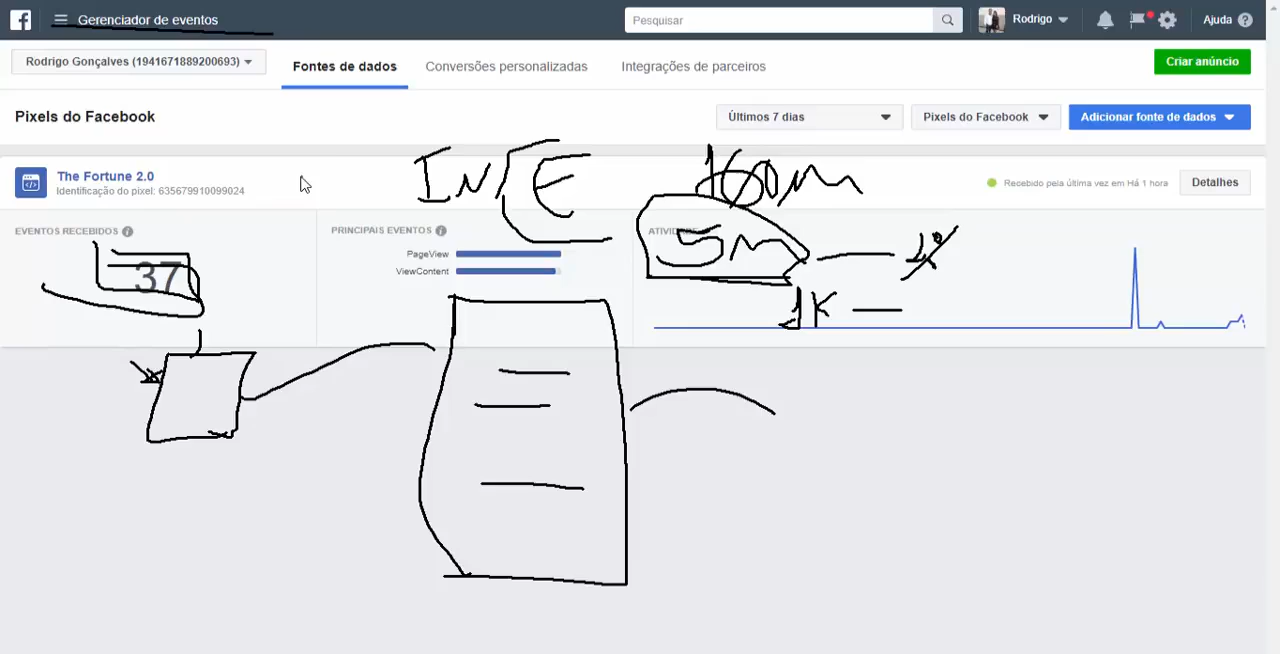 Gerenciador de eventos
Pesquisar
Rodrigo
Ajuda
Rodrigo Gonçalves (1941671889200693)
Fontes de dados
Conversões personalizadas
Integrações de parceiros
Criar anúncio
Pixels do Facebook
Últimos 7 dias
Pixels do Facebook
Adicionar fonte de dados
The Fortune 2.0
Identificação do pixel: 635679910099024
Recebido pela última vez em Há 1 hora
Detalhes
EVENTOS RECEBIDOS
37
PRINCIPAIS EVENTOS
PageView
ViewContent
5m
1K